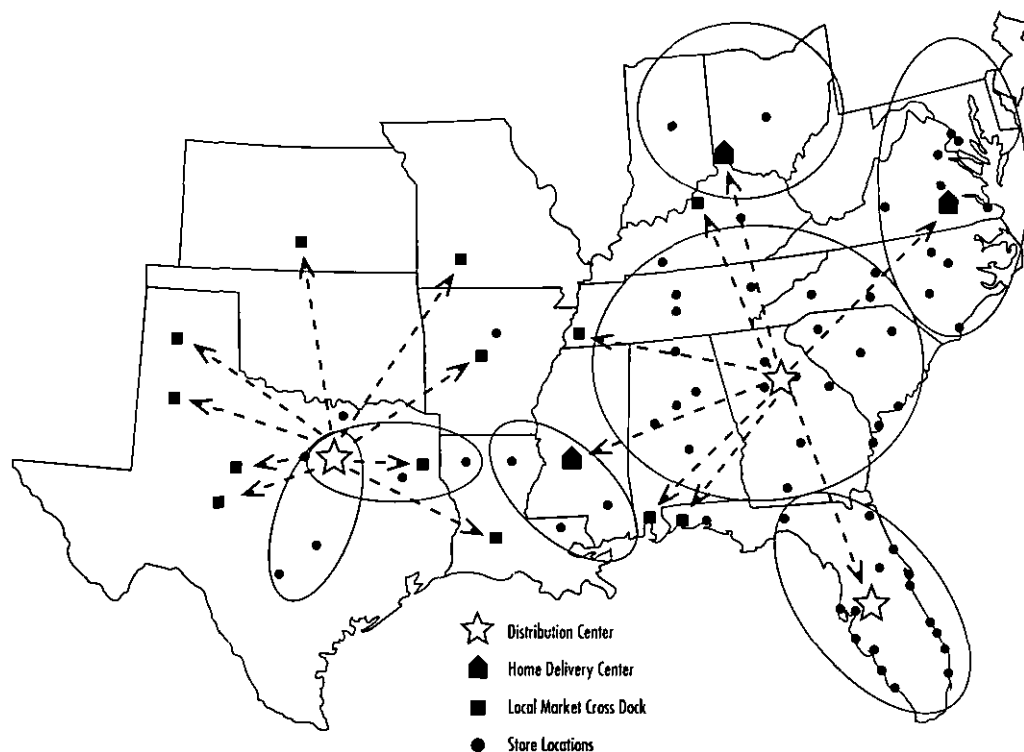 Distribution Center
Home Delivery Center
Local Market Cross Dock
Store Locations